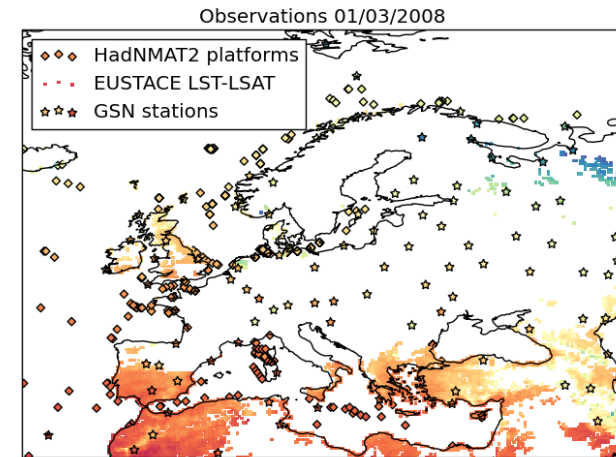 Observations 01/03/2008
HadNMAT2 platforms
EUSTACE LST-LSAT
GSN stations